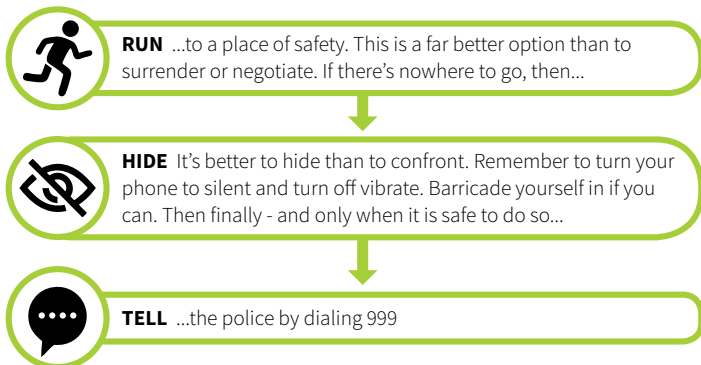 RUN ...to a place of safety. This is a far better option than to
surrender or negotiate. If there’s nowhere to go, then...
HIDE It’s better to hide than to confront. Remember to turn your
phone to silent and turn off vibrate. Barricade yourself in if you
can. Then finally - and only when it is safe to do so...
TELL ...the police by dialing 999